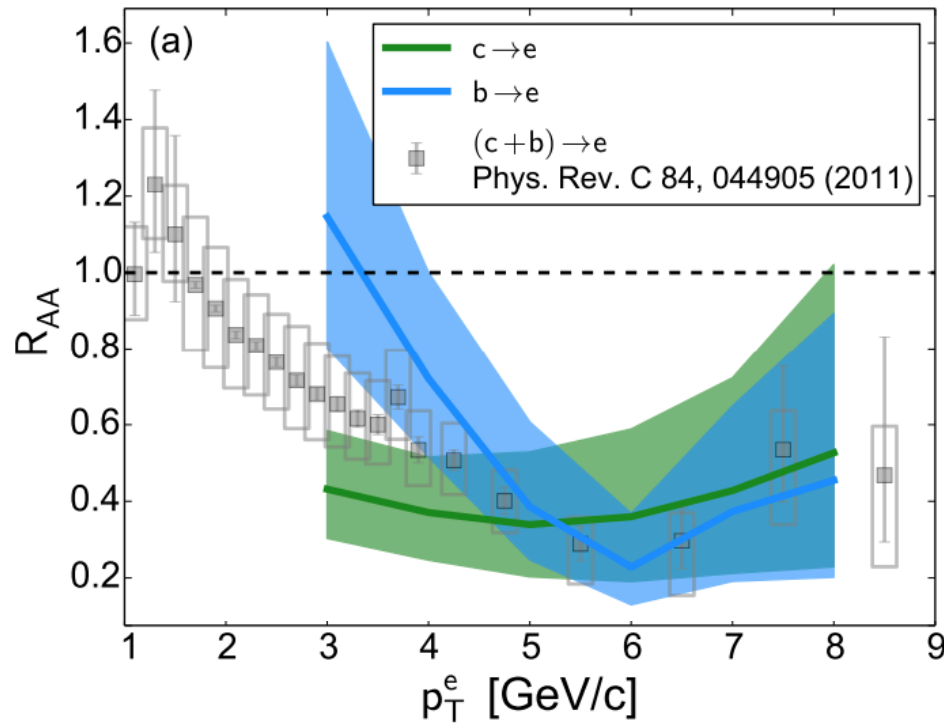 (a)
c → e
b → e
(c + b) → e
Phys. Rev. C 84, 044905 (2011)
R_AA
1.6
1.4
1.2
1.0
0.8
0.6
0.4
0.2
1 2 3 4 5 6 7 8 9
p_T^e [GeV/c]